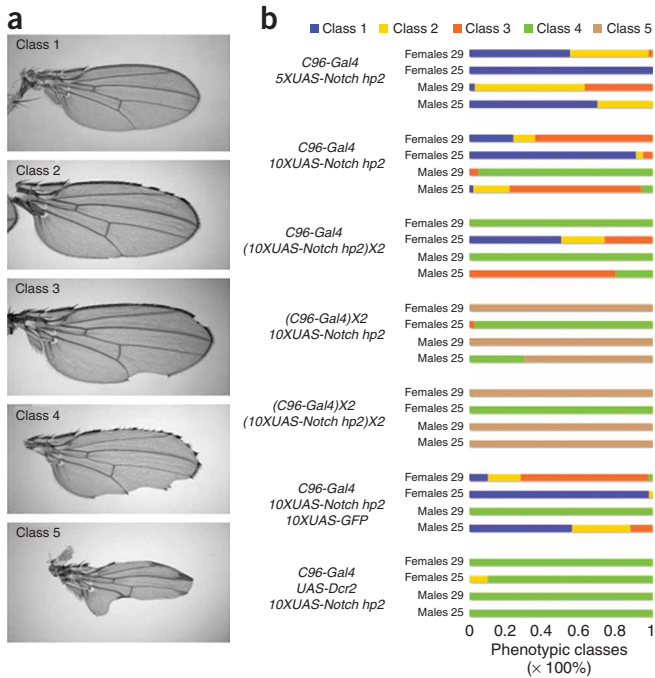 a
Class 1
Class 2
Class 3
Class 4
Class 5
b
Class 1 Class 2 Class 3 Class 4 Class 5
C96-Gal4
5XUAS-Notch hp2
Females 29
Females 25
Males 29
Males 25
C96-Gal4
10XUAS-Notch hp2
Females 29
Females 25
Males 29
Males 25
C96-Gal4
(10XUAS-Notch hp2)X2
Females 29
Females 25
Males 29
Males 25
(C96-Gal4)X2
10XUAS-Notch hp2
Females 29
Females 25
Males 29
Males 25
(C96-Gal4)X2
(10XUAS-Notch hp2)X2
Females 29
Females 25
Males 29
Males 25
C96-Gal4
10XUAS-Notch hp2
10XUAS-GFP
Females 29
Females 25
Males 29
Males 25
C96-Gal4
UAS-Dcr2
10XUAS-Notch hp2
Females 29
Females 25
Males 29
Males 25
0 0.2 0.4 0.6 0.8 1
Phenotypic classes
(× 100%)